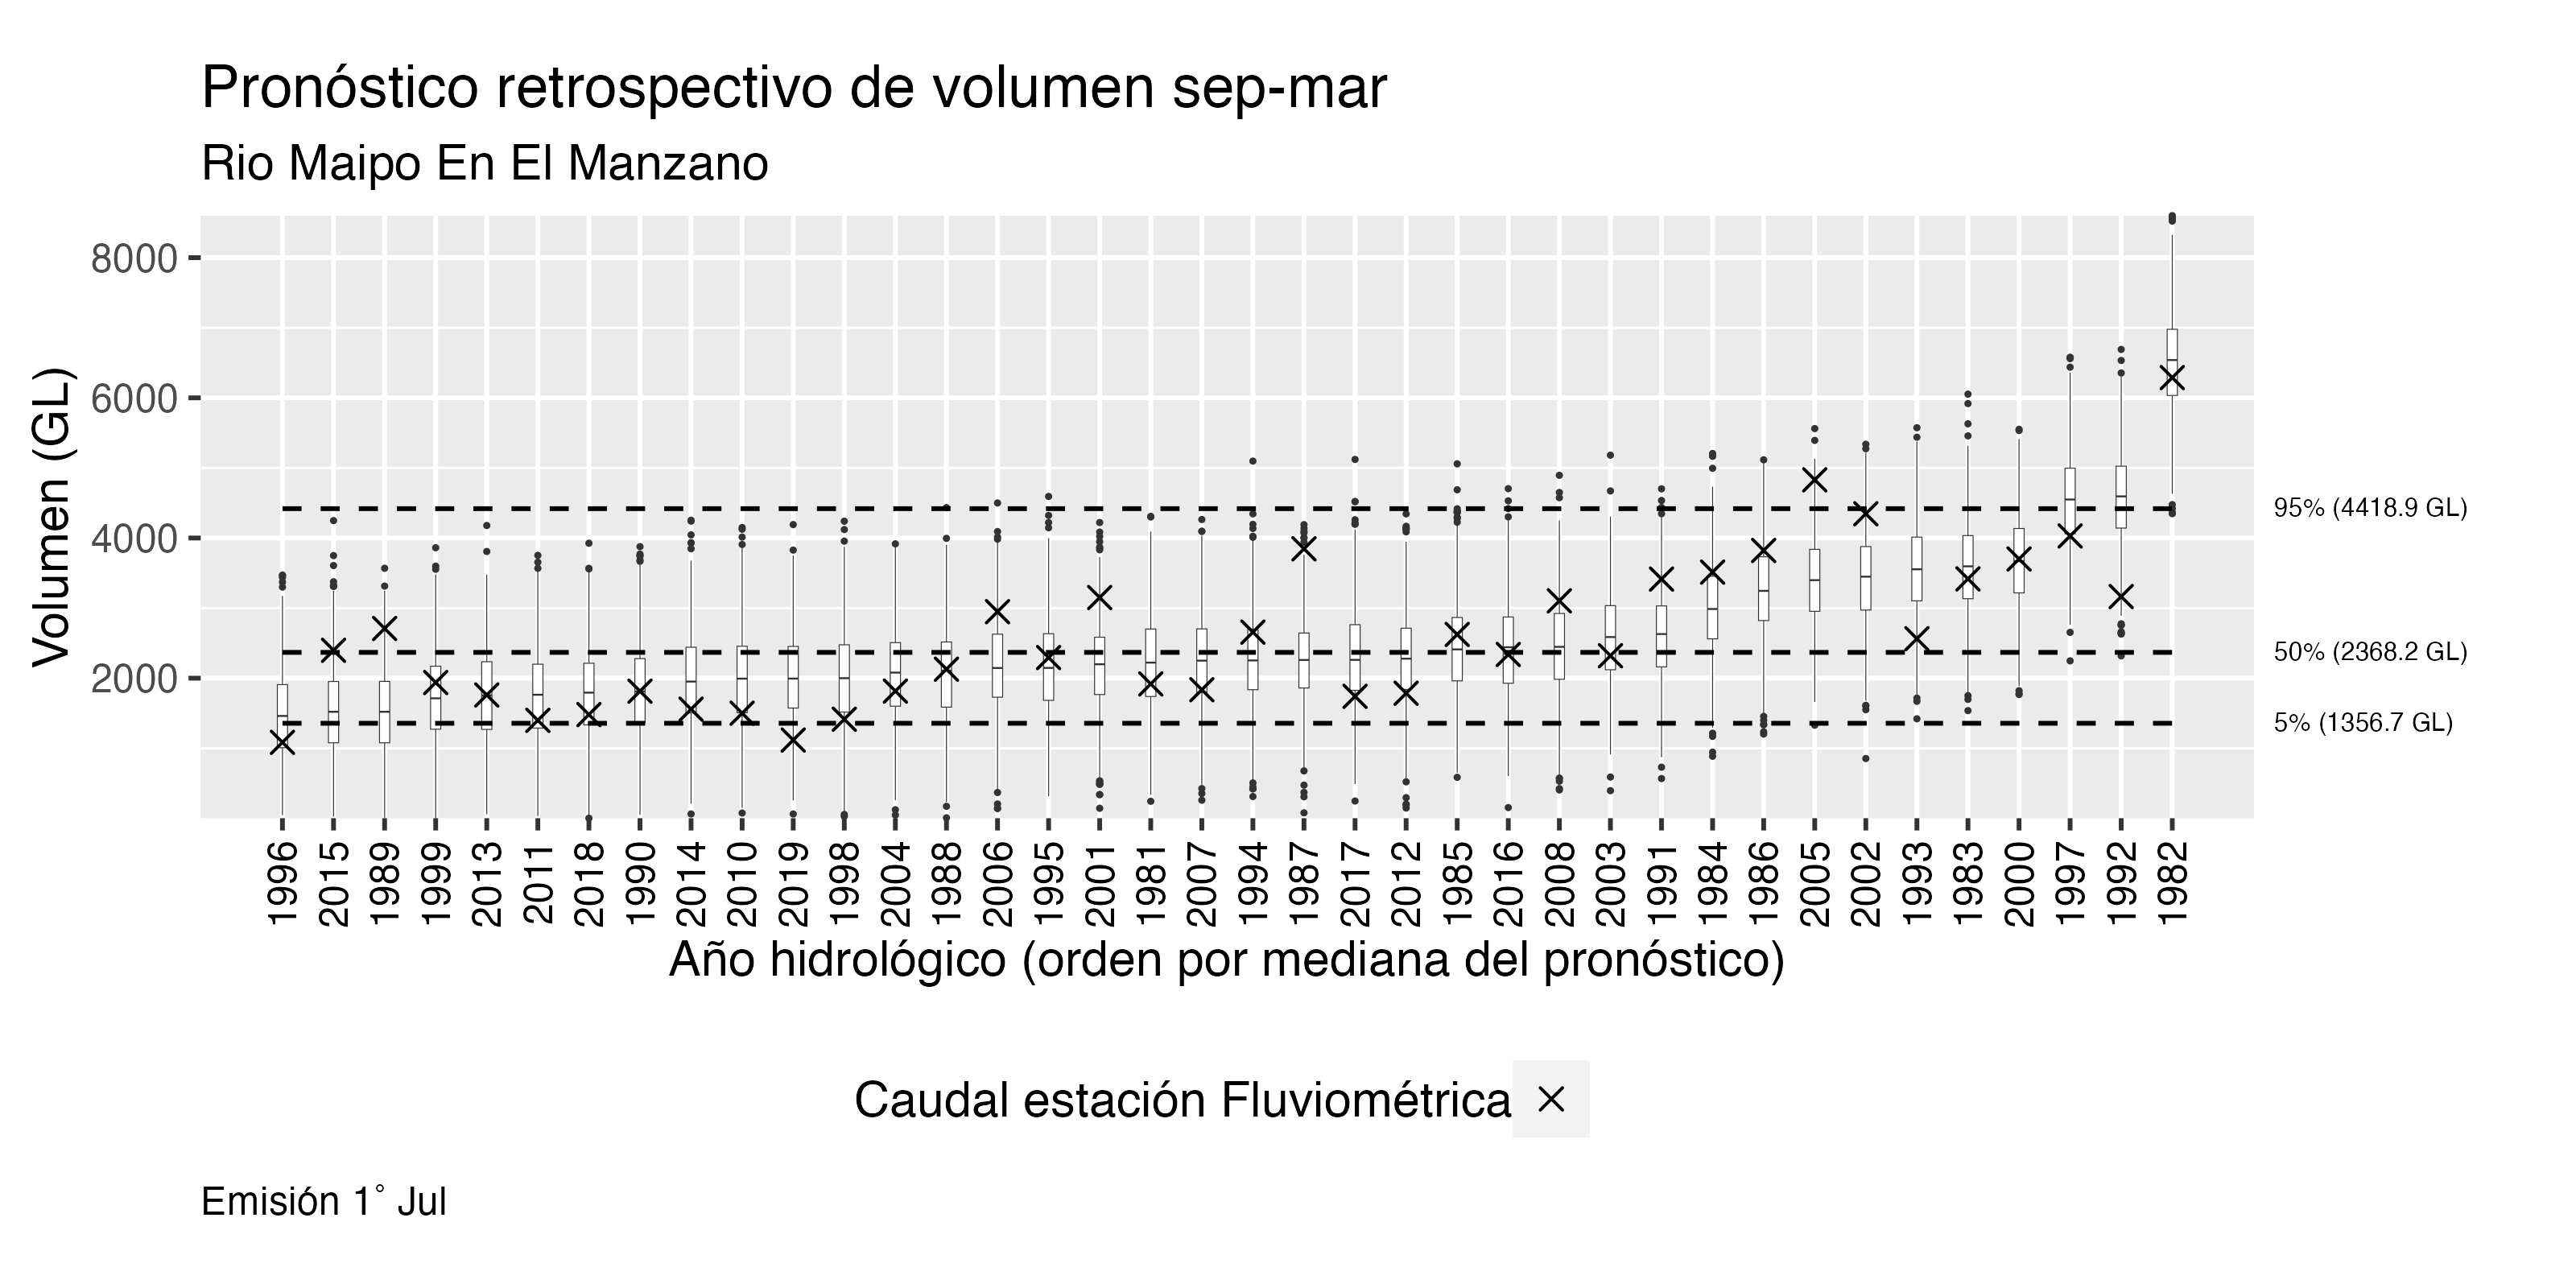 Pronóstico retrospectivo de volumen sep-mar
Rio Maipo En El Manzano
Volumen (GL)
8000
6000
4000
2000
95% (4418.9 GL)
50% (2368.2 GL)
5% (1356.7 GL)
1996 2015 1989 1999 2013 2011 2018 1990 2014 2010 2019 1998 2004 1988 2006 1995 2001 1981 2007 1994 1987 2017 2012 1985 2016 2008 2003 1991 1984 1986 2005 2002 1993 1983 2000 1997 1992 1982
Año hidrológico (orden por mediana del pronóstico)
Caudal estación Fluviométrica
Emisión 1° Jul